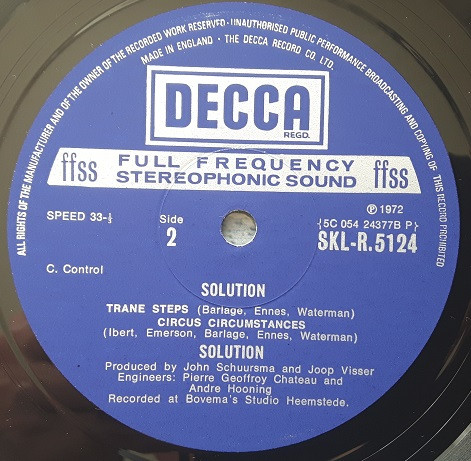 ALL RIGHTS OF THE MANUFACTURER AND OF THE OWNER OF THE RECORDED WORK RESERVED · UNAUTHORISED PUBLIC PERFORMANCE BROADCASTING AND COPYING OF THIS RECORD PROHIBITED
MADE IN ENGLAND · THE DECCA RECORD CO. LTD.
DECCA
REGD.
ffss FULL FREQUENCY STEREOPHONIC SOUND ffss
SPEED 33-⅓
Side
2
Ⓟ 1972
(5C 054 24377B P)
SKL-R.5124
C. Control
SOLUTION
TRANE STEPS (Barlage, Ennes, Waterman)
CIRCUS CIRCUMSTANCES
(Ibert, Emerson, Barlage, Ennes, Waterman)
SOLUTION
Produced by John Schuursma and Joop Visser
Engineers: Pierre Geoffroy Chateau and
Andre Hooning
Recorded at Bovema's Studio Heemstede.